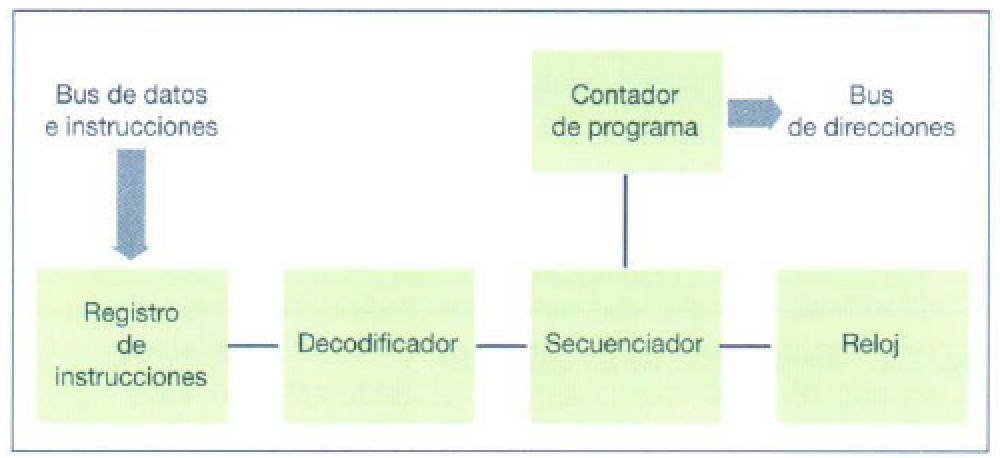 Bus de datos
e instrucciones
Contador
de programa
Bus
de direcciones
Registro
de
instrucciones
Decodificador
Secuenciador
Reloj